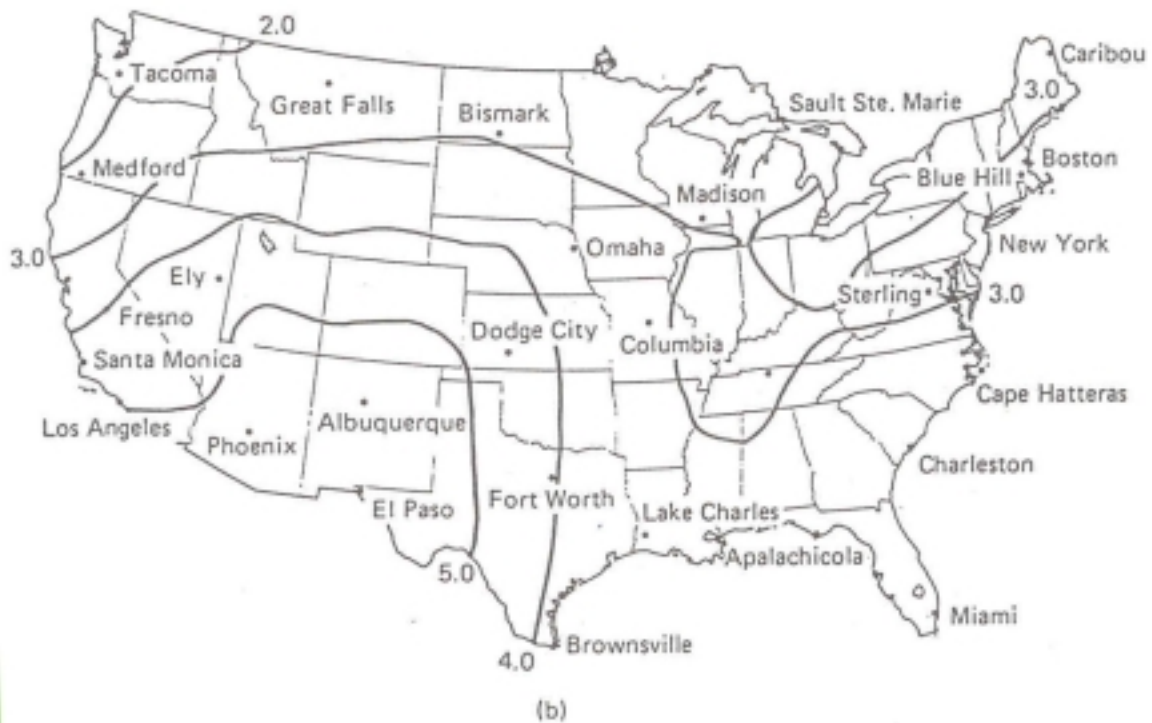 2.0
Tacoma
Caribou
Great Falls
Bismark
Sault Ste. Marie
3.0
Medford
Boston
Blue Hill
Madison
Omaha
New York
3.0
Ely
Sterling
3.0
Fresno
Dodge City
Columbia
Santa Monica
Cape Hatteras
Los Angeles
Phoenix
Albuquerque
Charleston
El Paso
Fort Worth
Lake Charles
Apalachicola
5.0
Miami
Brownsville
4.0
(b)